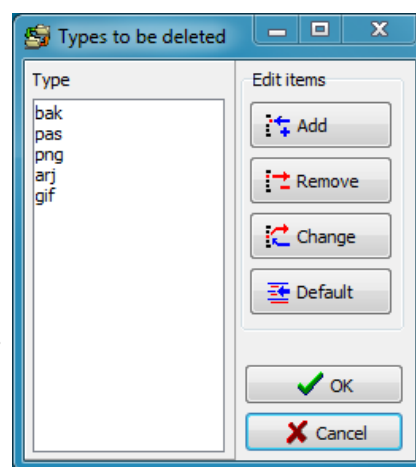 Types to be deleted
Type
bak
pas
png
arj
gif
Edit items
Add
Remove
Change
Default
OK
Cancel